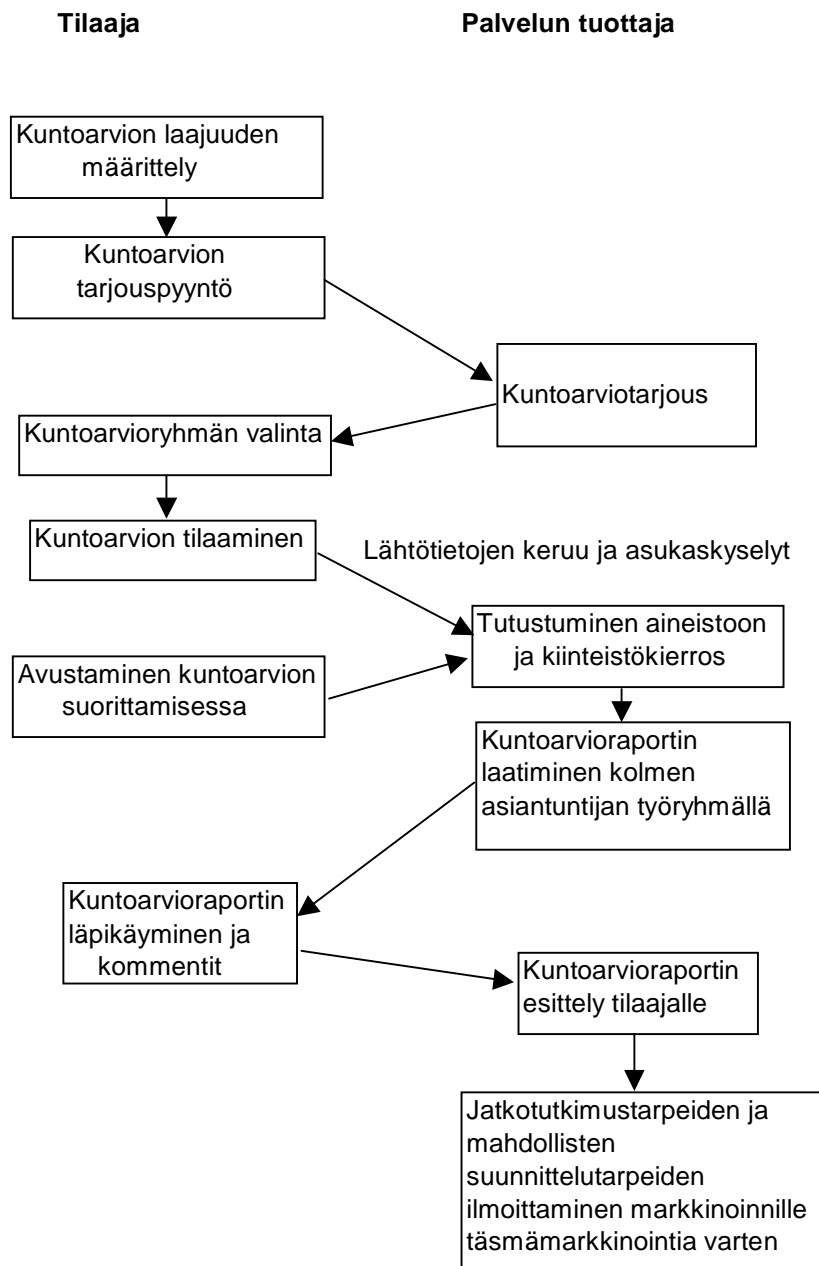 Tilaaja
Palvelun tuottaja
Kuntoarvion laajuuden
määrittely
Kuntoarvion
tarjouspyyntö
Kuntoarviotarjous
Kuntoarvioryhmän valinta
Kuntoarvion tilaaminen
Lähtötietojen keruu ja asukaskyselyt
Tutustuminen aineistoon
ja kiinteistökierros
Avustaminen kuntoarvion
suorittamisessa
Kuntoarvioraportin
laatiminen kolmen
asiantuntijan työryhmällä
Kuntoarvioraportin
läpikäyminen ja
kommentit
Kuntoarvioraportin
esittely tilaajalle
Jatkotutkimustarpeiden ja
mahdollisten
suunnittelutarpeiden
ilmoittaminen markkinoinnille
täsmämarkkinointia varten